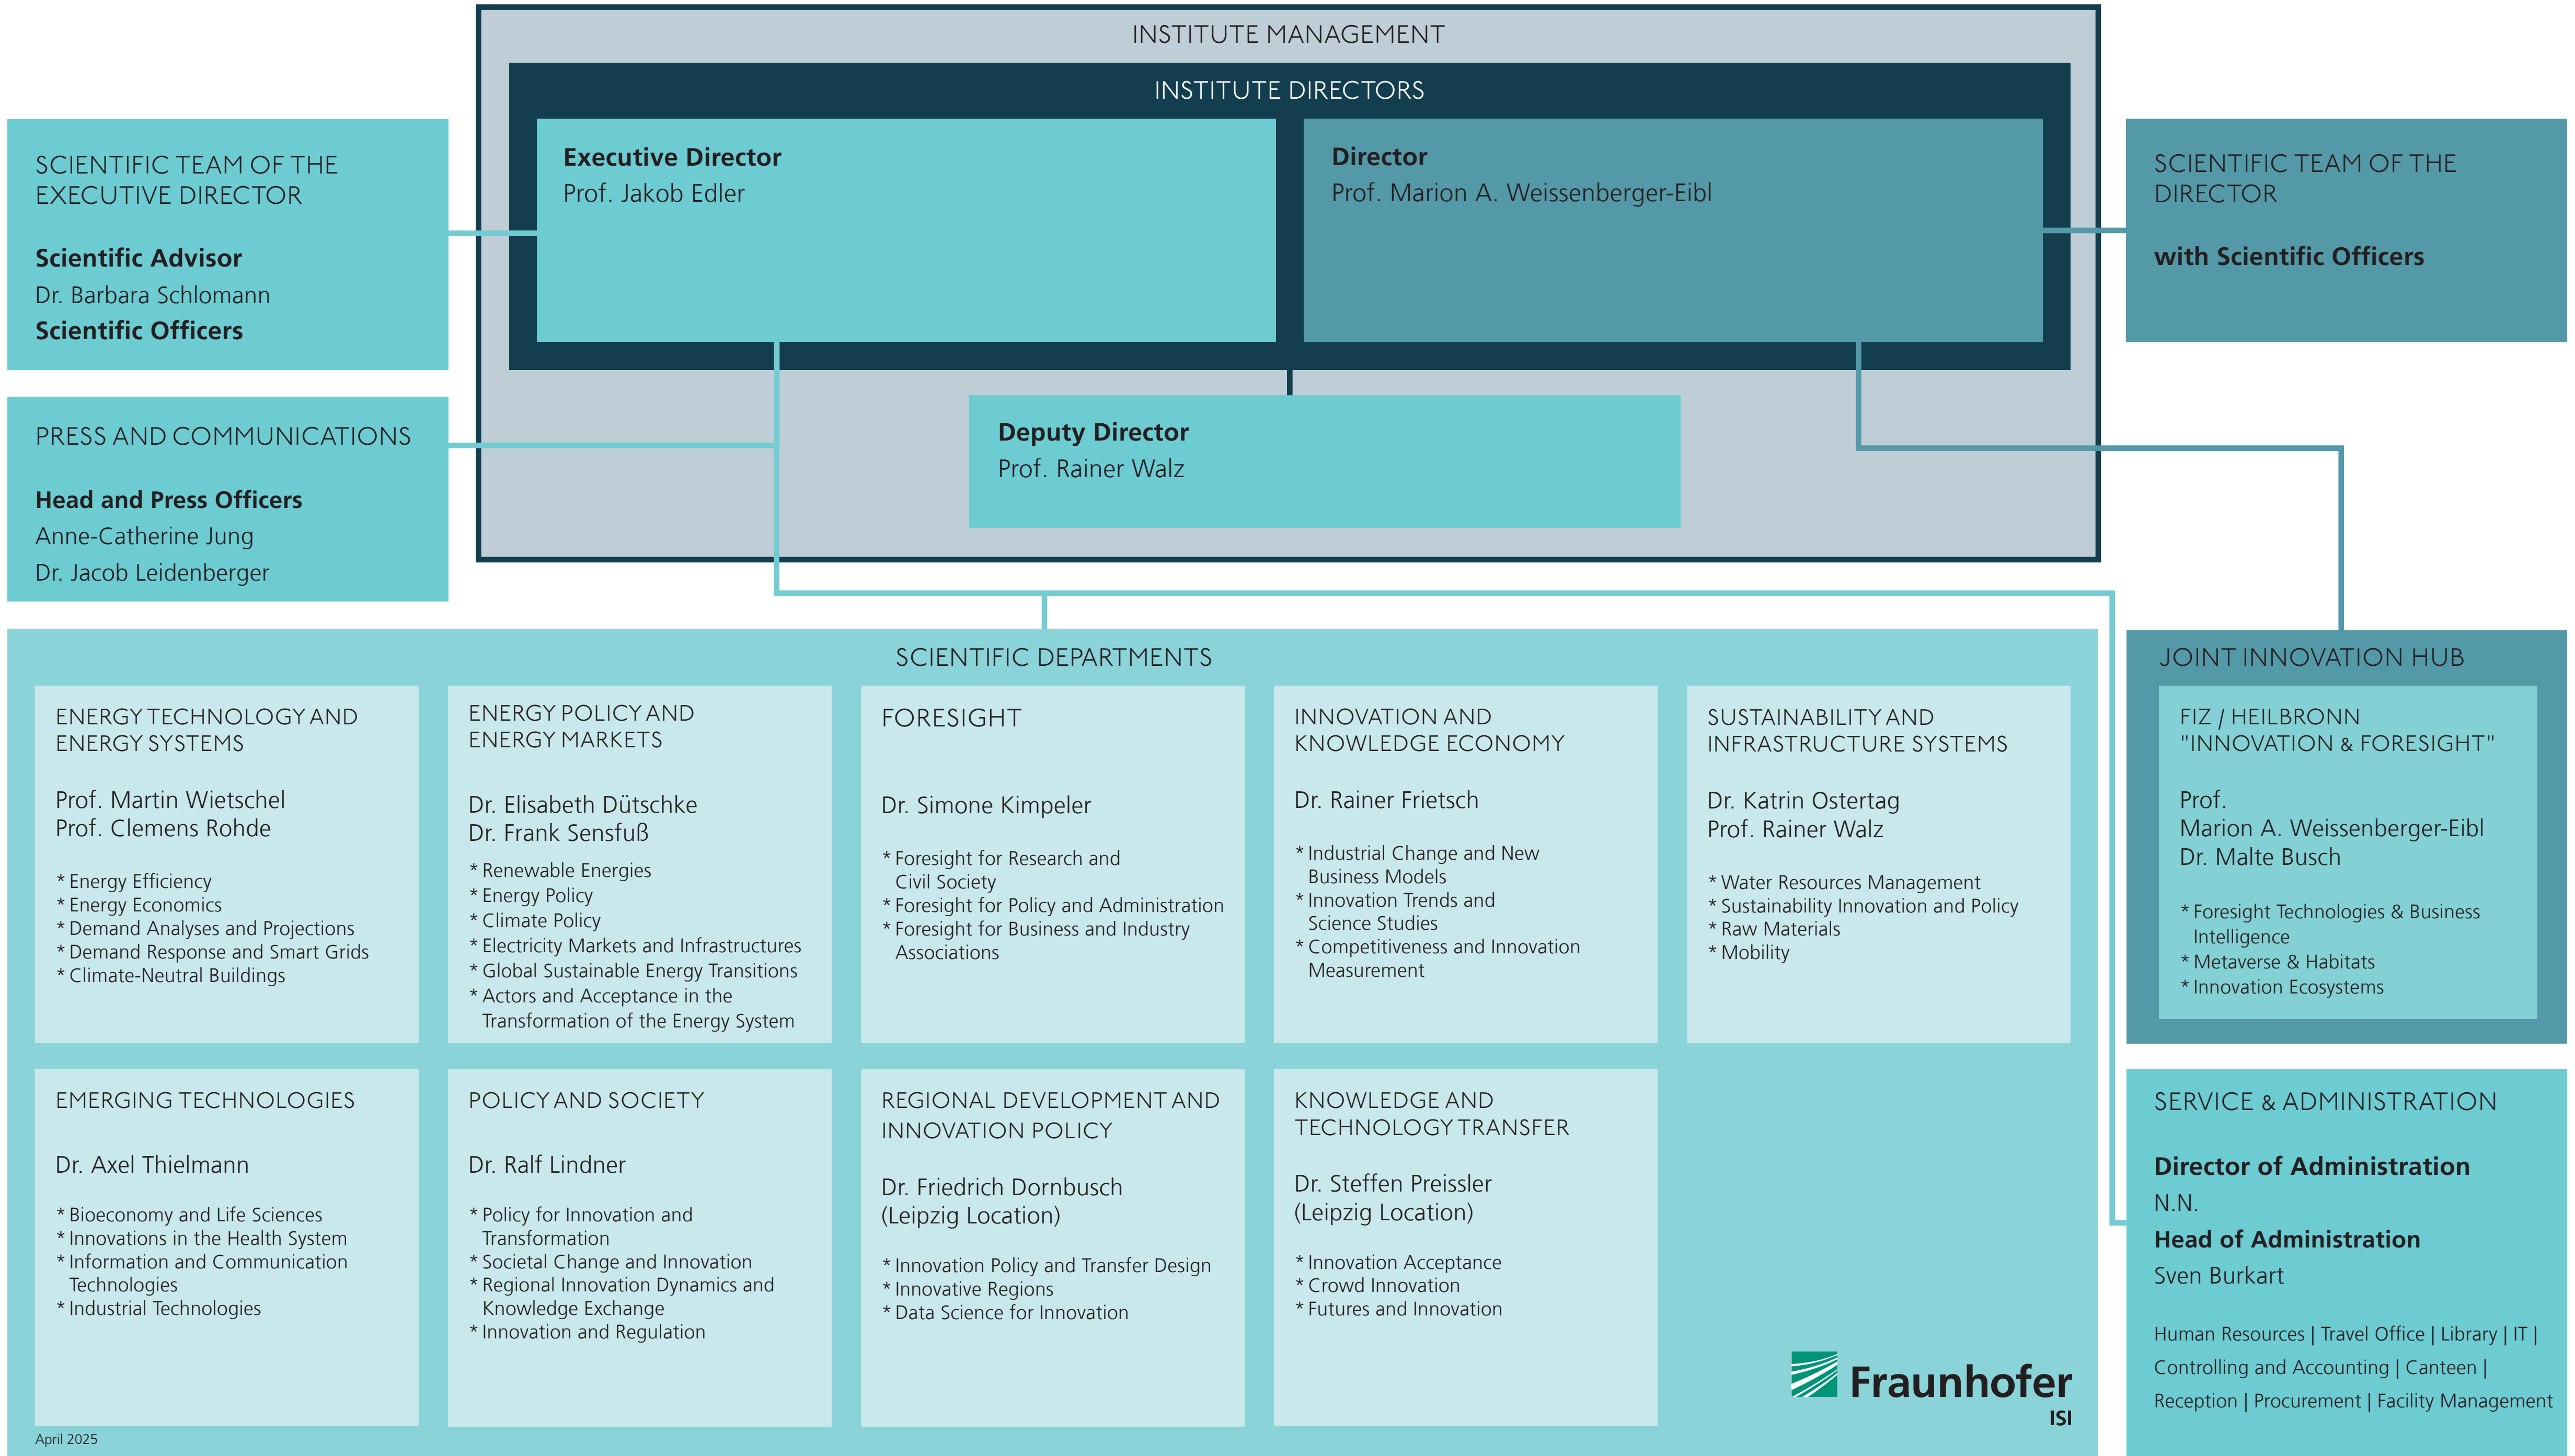 INSTITUTE MANAGEMENT
INSTITUTE DIRECTORS
Executive Director
Prof. Jakob Edler
Director
Prof. Marion A. Weissenberger-Eibl
Deputy Director
Prof. Rainer Walz
SCIENTIFIC TEAM OF THE
EXECUTIVE DIRECTOR
Scientific Advisor
Dr. Barbara Schlomann
Scientific Officers
SCIENTIFIC TEAM OF THE
DIRECTOR
with Scientific Officers
PRESS AND COMMUNICATIONS
Head and Press Officers
Anne-Catherine Jung
Dr. Jacob Leidenberger
SCIENTIFIC DEPARTMENTS
ENERGY TECHNOLOGY AND
ENERGY SYSTEMS
Prof. Martin Wietschel
Prof. Clemens Rohde
* Energy Efficiency
* Energy Economics
* Demand Analyses and Projections
* Demand Response and Smart Grids
* Climate-Neutral Buildings
ENERGY POLICY AND
ENERGY MARKETS
Dr. Elisabeth Dütschke
Dr. Frank Sensfuß
* Renewable Energies
* Energy Policy
* Climate Policy
* Electricity Markets and Infrastructures
* Global Sustainable Energy Transitions
* Actors and Acceptance in the
Transformation of the Energy System
FORESIGHT
Dr. Simone Kimpeler
* Foresight for Research and
Civil Society
* Foresight for Policy and Administration
* Foresight for Business and Industry
Associations
INNOVATION AND
KNOWLEDGE ECONOMY
Dr. Rainer Frietsch
* Industrial Change and New
Business Models
* Innovation Trends and
Science Studies
* Competitiveness and Innovation
Measurement
SUSTAINABILITY AND
INFRASTRUCTURE SYSTEMS
Dr. Katrin Ostertag
Prof. Rainer Walz
* Water Resources Management
* Sustainability Innovation and Policy
* Raw Materials
* Mobility
JOINT INNOVATION HUB
FIZ / HEILBRONN
"INNOVATION & FORESIGHT"
Prof.
Marion A. Weissenberger-Eibl
Dr. Malte Busch
* Foresight Technologies & Business
Intelligence
* Metaverse & Habitats
* Innovation Ecosystems
EMERGING TECHNOLOGIES
Dr. Axel Thielmann
* Bioeconomy and Life Sciences
* Innovations in the Health System
* Information and Communication
Technologies
* Industrial Technologies
POLICY AND SOCIETY
Dr. Ralf Lindner
* Policy for Innovation and
Transformation
* Societal Change and Innovation
* Regional Innovation Dynamics and
Knowledge Exchange
* Innovation and Regulation
REGIONAL DEVELOPMENT AND
INNOVATION POLICY
Dr. Friedrich Dornbusch
(Leipzig Location)
* Innovation Policy and Transfer Design
* Innovative Regions
* Data Science for Innovation
KNOWLEDGE AND
TECHNOLOGY TRANSFER
Dr. Steffen Preissler
(Leipzig Location)
* Innovation Acceptance
* Crowd Innovation
* Futures and Innovation
SERVICE & ADMINISTRATION
Director of Administration
N.N.
Head of Administration
Sven Burkart
Human Resources | Travel Office | Library | IT |
Controlling and Accounting | Canteen |
Reception | Procurement | Facility Management
Fraunhofer
ISI
April 2025